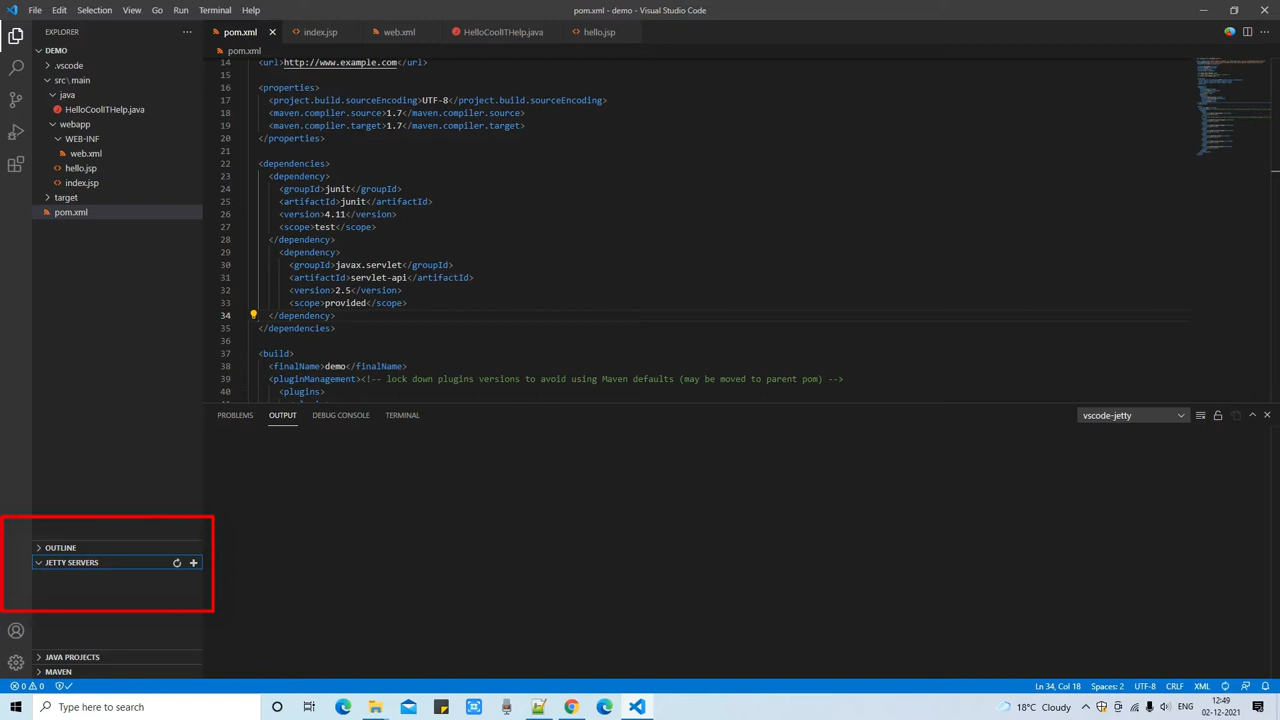 File Edit Selection View Go Run Terminal Help
pom.xml - demo - Visual Studio Code
EXPLORER
DEMO
.vscode
src\ main
java
HelloCoolITHelp.java
webapp
WEB-INF
web.xml
hello.jsp
index.jsp
target
pom.xml
OUTLINE
JETTY SERVERS
JAVA PROJECTS
MAVEN
pom.xml index.jsp web.xml HelloCoolITHelp.java hello.jsp
pom.xml
14 <url>http://www.example.com</url>
15
16 <properties>
17 <project.build.sourceEncoding>UTF-8</project.build.sourceEncoding>
18 <maven.compiler.source>1.7</maven.compiler.source>
19 <maven.compiler.target>1.7</maven.compiler.target>
20 </properties>
21
22 <dependencies>
23 <dependency>
24 <groupId>junit</groupId>
25 <artifactId>junit</artifactId>
26 <version>4.11</version>
27 <scope>test</scope>
28 </dependency>
29 <dependency>
30 <groupId>javax.servlet</groupId>
31 <artifactId>servlet-api</artifactId>
32 <version>2.5</version>
33 <scope>provided</scope>
34 </dependency>
35 </dependencies>
36
37 <build>
38 <finalName>demo</finalName>
39 <pluginManagement><!-- lock down plugins versions to avoid using Maven defaults (may be moved to parent pom) -->
40 <plugins>
PROBLEMS OUTPUT DEBUG CONSOLE TERMINAL
vscode-jetty
0 0
Ln 34, Col 18 Spaces: 2 UTF-8 CRLF XML
Type here to search
18°C Cloudy
ENG
12:49
02-12-2021